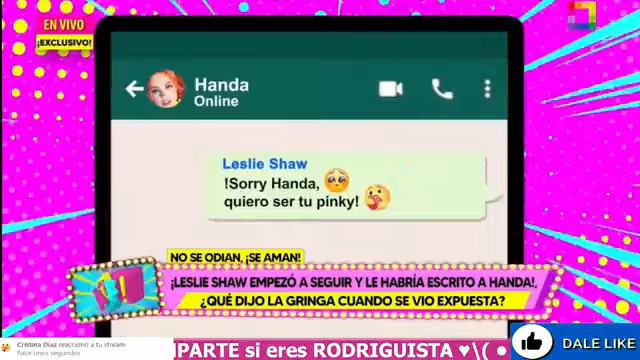 EN VIVO
¡EXCLUSIVO!
Handa
Online
Leslie Shaw
!Sorry Handa,
quiero ser tu pinky!
NO SE ODIAN, ¡SE AMAN!
¡LESLIE SHAW EMPEZÓ A SEGUIR Y LE HABRÍA ESCRITO A HANDA!,
¿QUÉ DIJO LA GRINGA CUANDO SE VIO EXPUESTA?
Cristina Diaz reaccionó a tu stream
hace unos segundos
MPARTE si eres RODRIGUISTA ♥\(
DALE LIKE